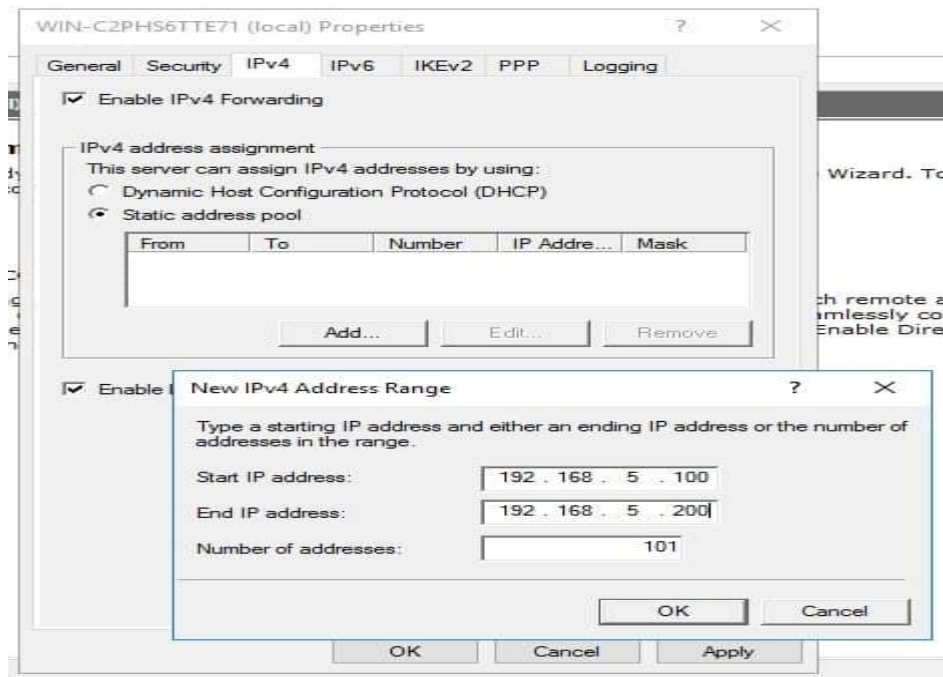 WIN-C2PHS6TTE71 (local) Properties ?
General Security IPv4 IPv6 IKEv2 PPP Logging
Enable IPv4 Forwarding
IPv4 address assignment
This server can assign IPv4 addresses by using:
Wizard. To
Dynamic Host Configuration Protocol (DHCP)
Static address pool
From To Number IP Addre... Mask
ch remote a
amlessly co
Enable Dire
Add... Edit... Remove
Enable
New IPv4 Address Range ?
Type a starting IP address and either an ending IP address or the number of
addresses in the range.
Start IP address: 192 . 168 . 5 . 100
End IP address: 192 . 168 . 5 . 200
Number of addresses: 101
OK Cancel
OK Cancel Apply